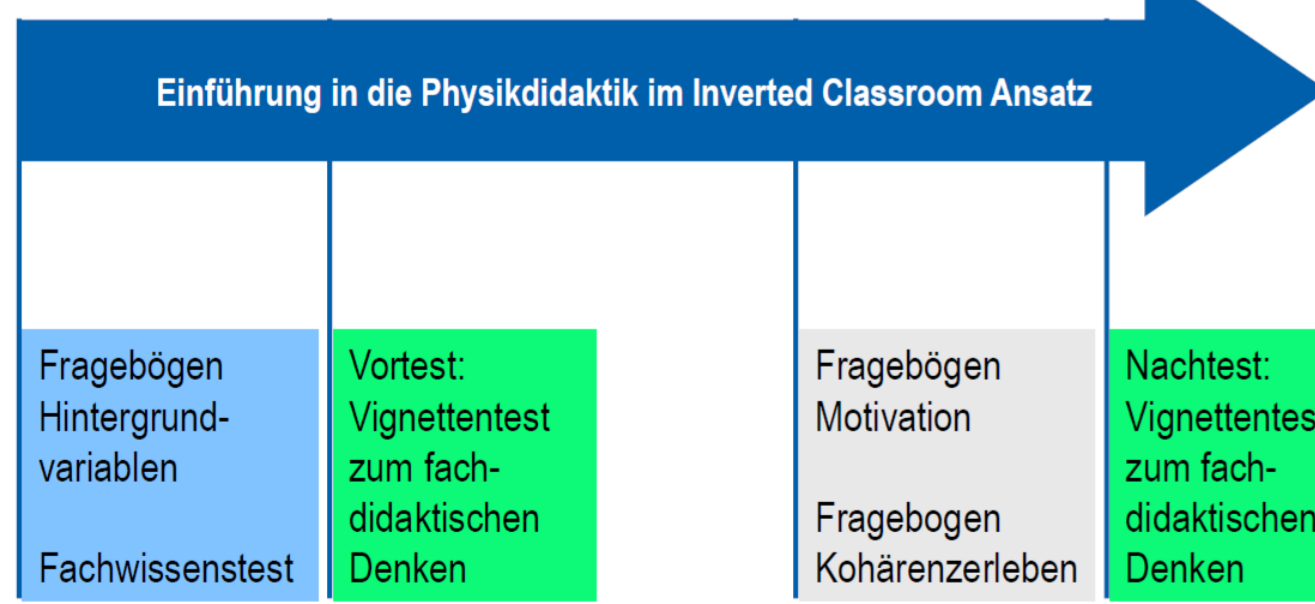 Einführung in die Physikdidaktik im Inverted Classroom Ansatz
Fragebögen
Hintergrund-
variablen
Fachwissenstest
Vortest:
Vignettentest
zum fach-
didaktischen
Denken
Fragebögen
Motivation
Fragebogen
Kohärenzerleben
Nachtest:
Vignettentes
zum fach-
didaktischen
Denken